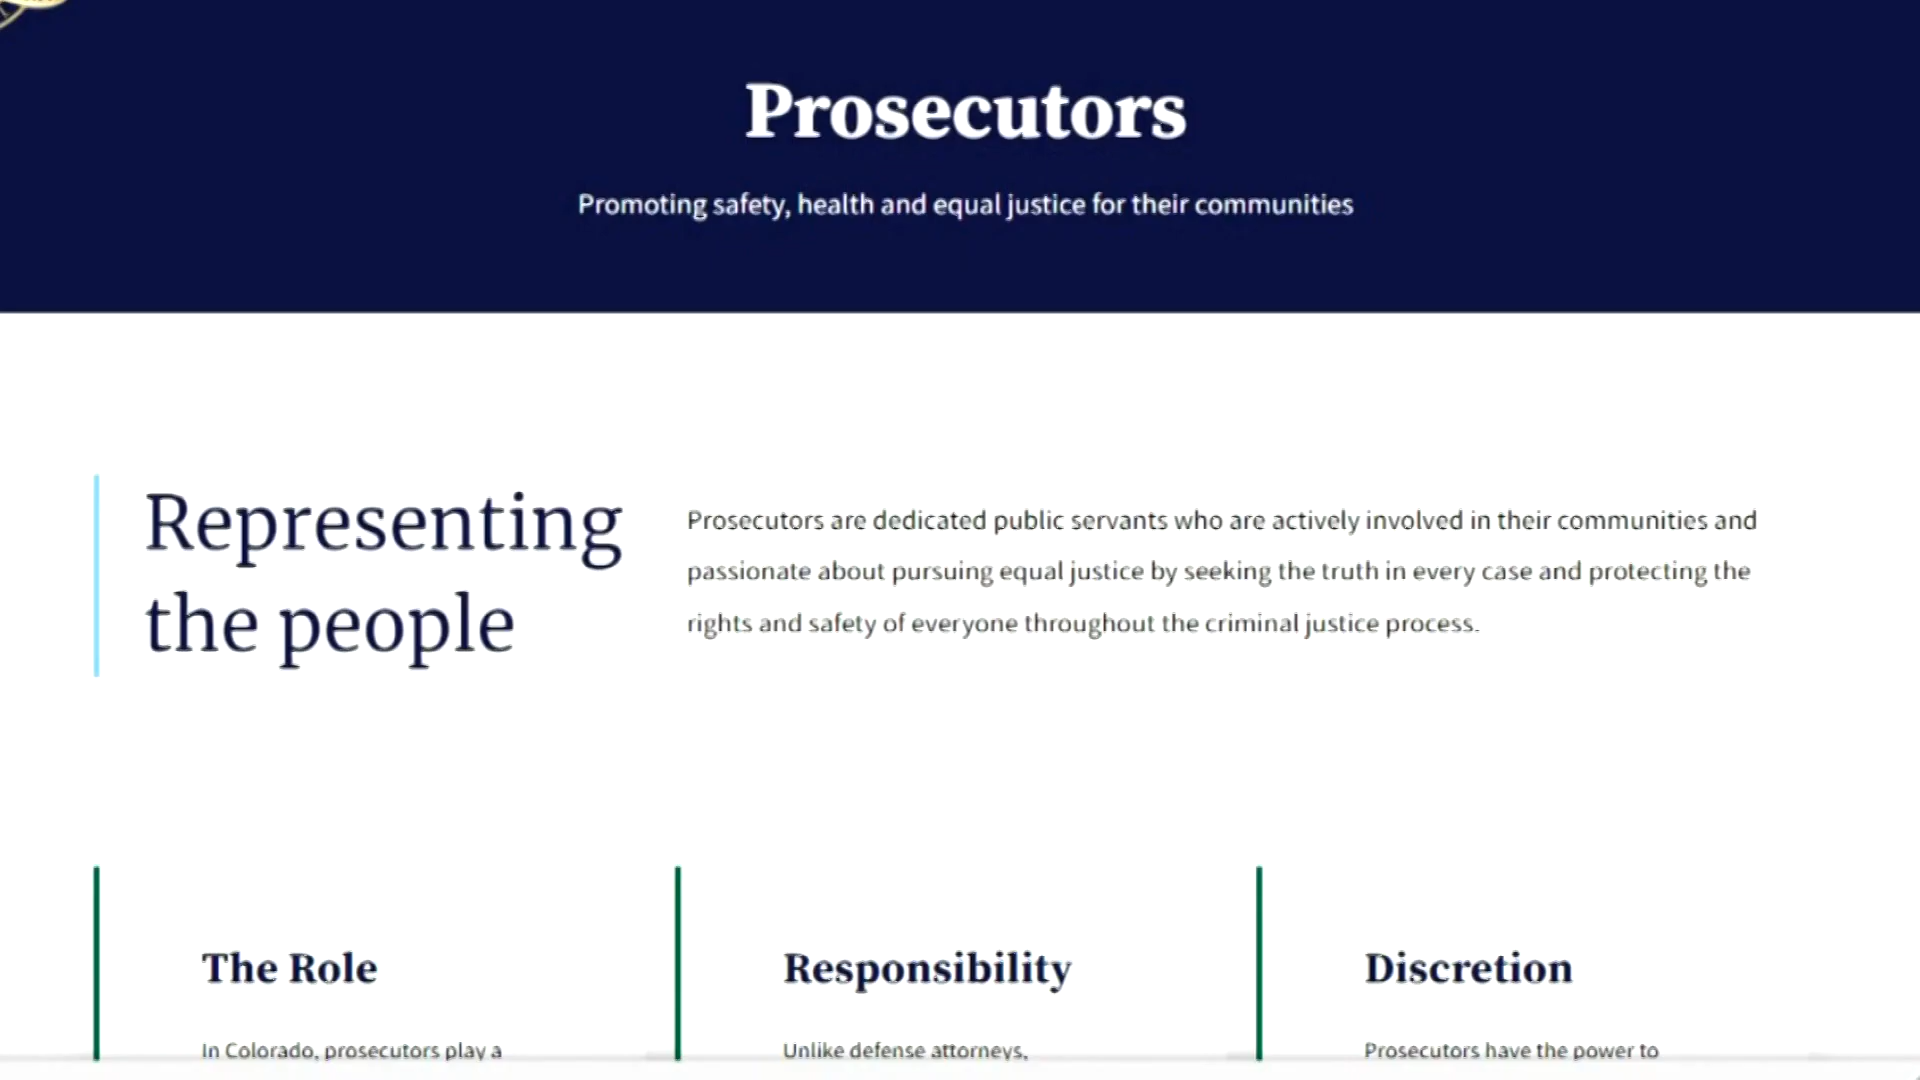 Prosecutors
Promoting safety, health and equal justice for their communities
Representing
the people
Prosecutors are dedicated public servants who are actively involved in their communities and
passionate about pursuing equal justice by seeking the truth in every case and protecting the
rights and safety of everyone throughout the criminal justice process.
The Role
In Colorado, prosecutors play a
Responsibility
Unlike defense attorneys,
Discretion
Prosecutors have the power to